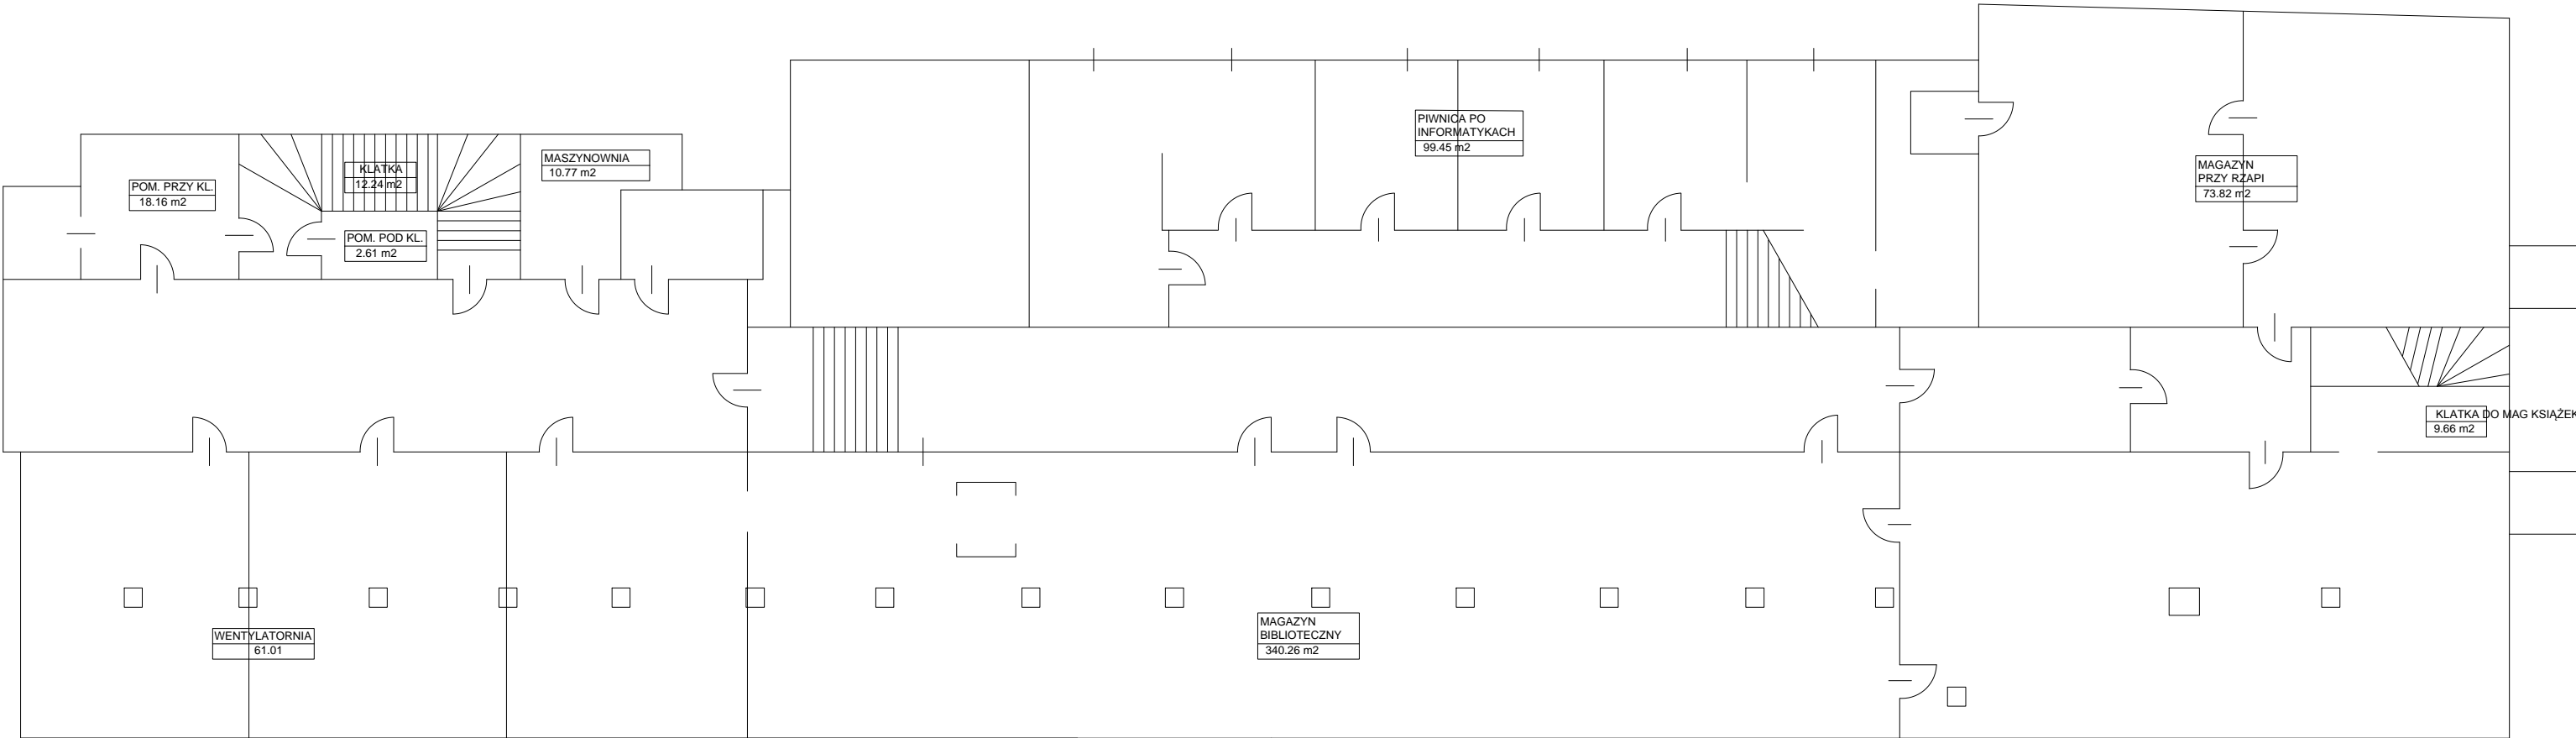 POM. PRZY KL.
18.16 m2
KLATKA
12.24 m2
POM. POD KL.
2.61 m2
MASZYNOWNIA
10.77 m2
PIWNICA PO
INFORMATYKACH
99.45 m2
MAGAZYN
PRZY RZAPI
73.82 m2
KLATKA DO MAG KSIĄŻEK
9.66 m2
WENTYLATORNIA
61.01
MAGAZYN
BIBLIOTECZNY
340.26 m2